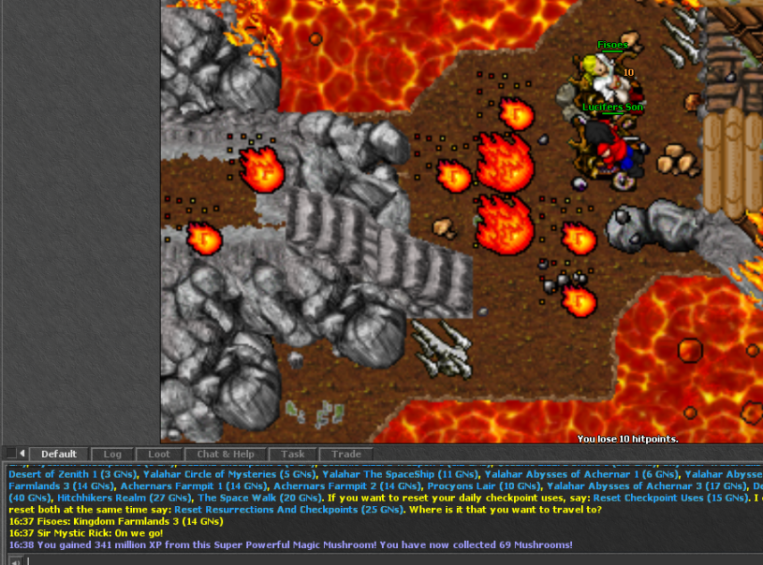 Fisoes
10
Lucifers Son
You lose 10 hitpoints.
Default Log Loot Chat & Help Task Trade
Desert of Zenith 1 (3 GNs), Yalahar Circle of Mysteries (5 GNs), Yalahar The SpaceShip (11 GNs), Yalahar Abysses of Achernar 1 (6 GNs), Yalahar Abysse
Farmlands 3 (14 GNs), Achernars Farmpit 1 (14 GNs), Achernars Farmpit 2 (14 GNs), Procyons Lair (10 GNs), Yalahar Abysses of Achernar 3 (17 GNs), De
(40 GNs), Hitchhikers Realm (27 GNs), The Space Walk (20 GNs). If you want to reset your daily checkpoint uses, say: Reset Checkpoint Uses (15 GNs). I
reset both at the same time say: Reset Resurrections And Checkpoints (25 GNs). Where is it that you want to travel to?
16:37 Fisoes: Kingdom Farmlands 3 (14 GNs)
16:37 Sir Mystic Rick: On we go!
16:38 You gained 341 million XP from this Super Powerful Magic Mushroom! You have now collected 69 Mushrooms!